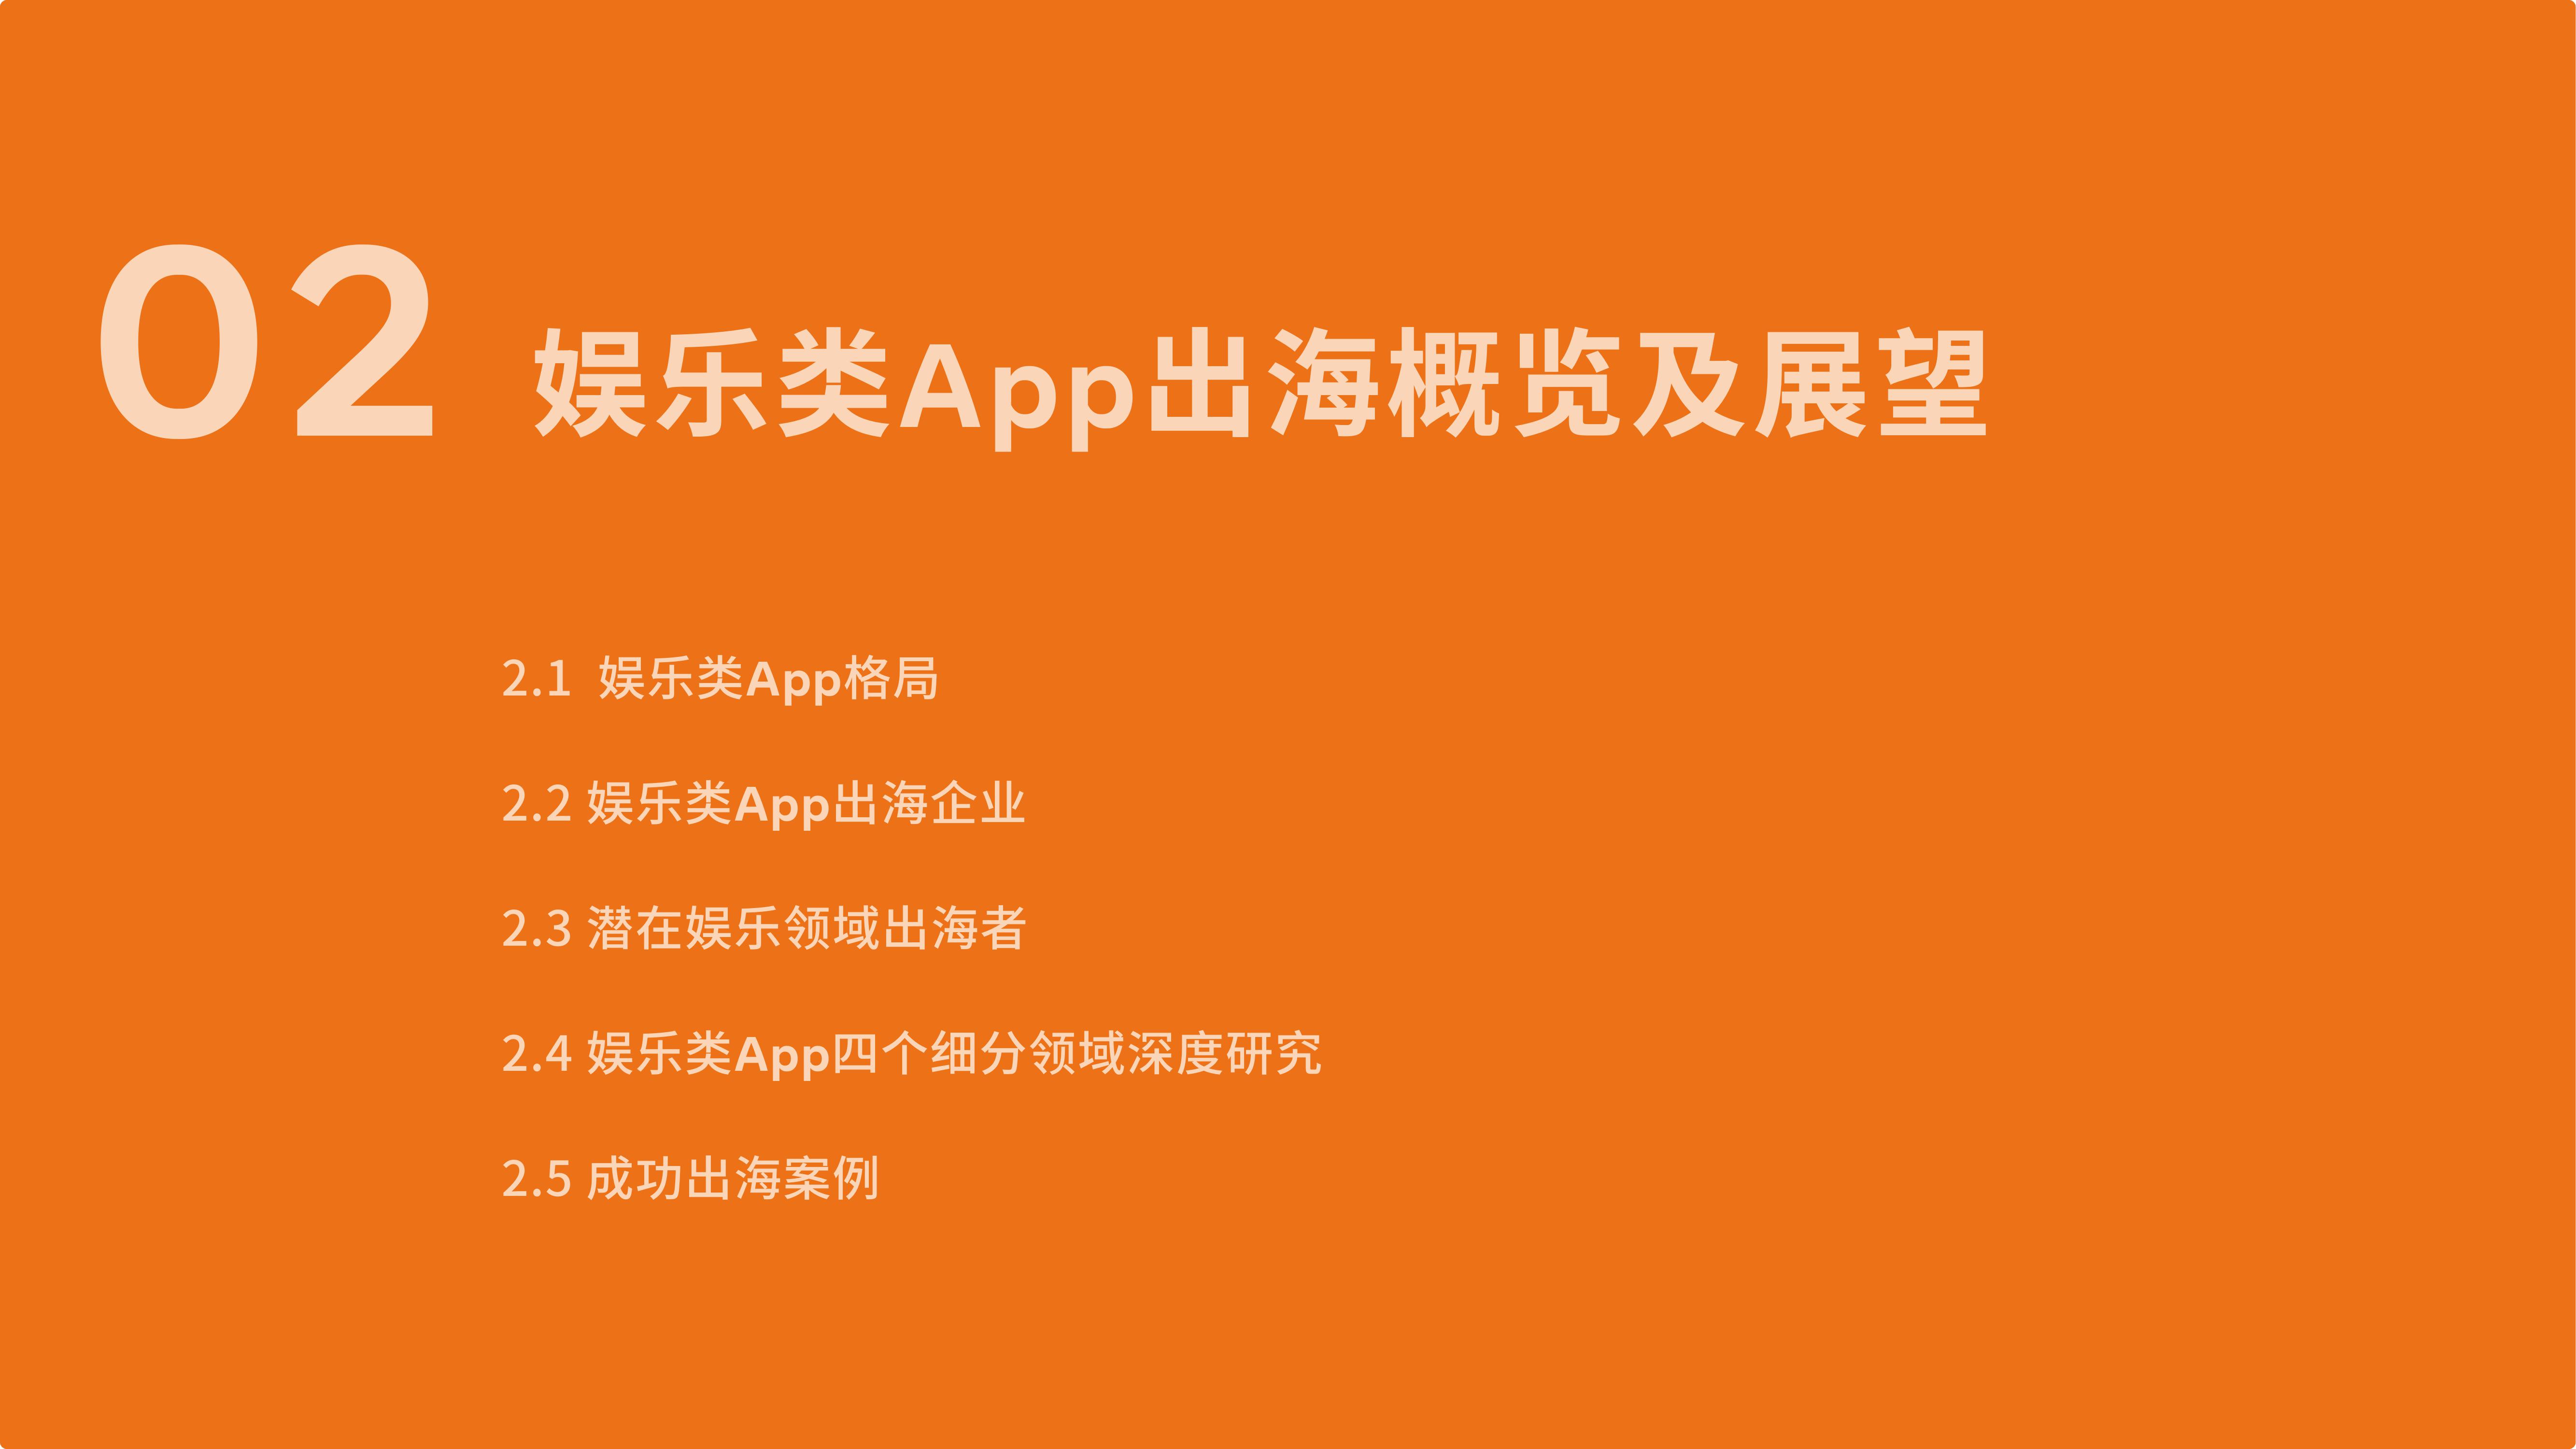 02 娱乐类App出海概览及展望
2.1 娱乐类App格局
2.2 娱乐类App出海企业
2.3 潜在娱乐领域出海者
2.4 娱乐类App四个细分领域深度研究
2.5 成功出海案例